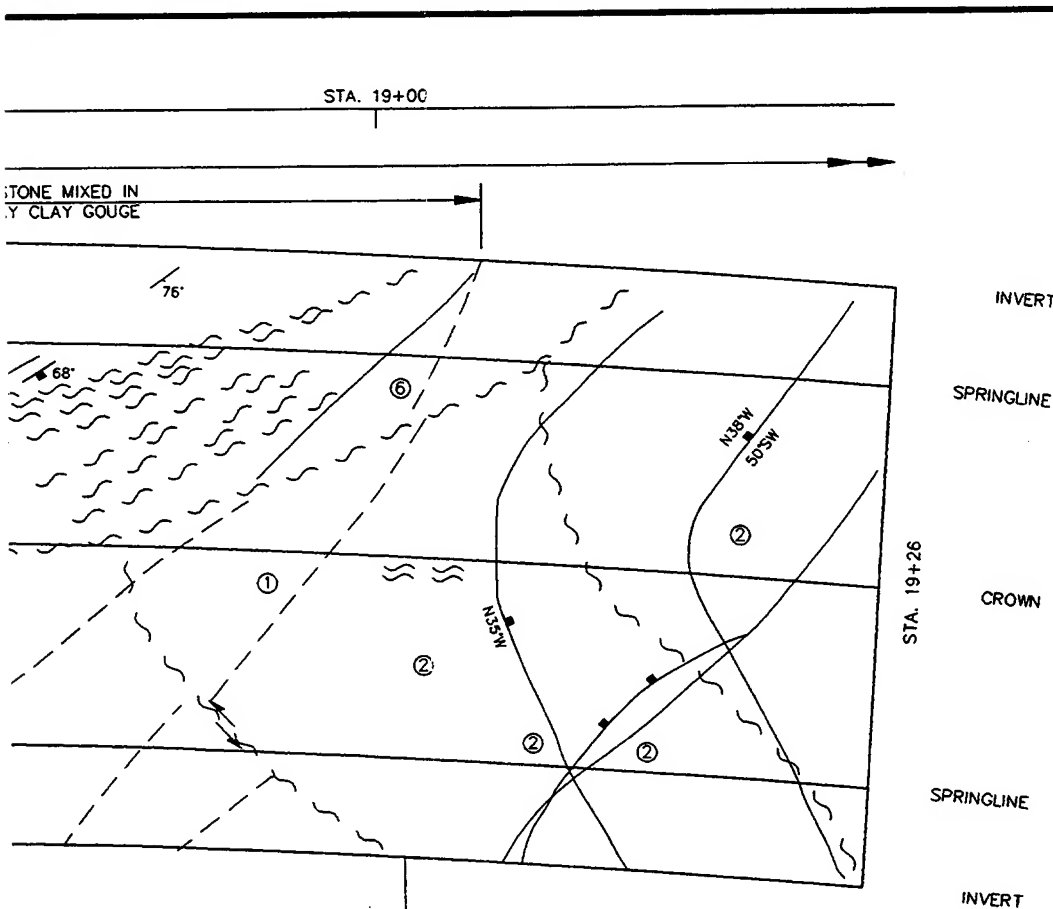 STA. 19+00
STONE MIXED IN
Y CLAY GOUGE
76°
INVERT
68°
⑥
SPRINGLINE
N38°W
50°SW
②
①
STA. 19+26
CROWN
N35°W
②
②
②
SPRINGLINE
INVERT